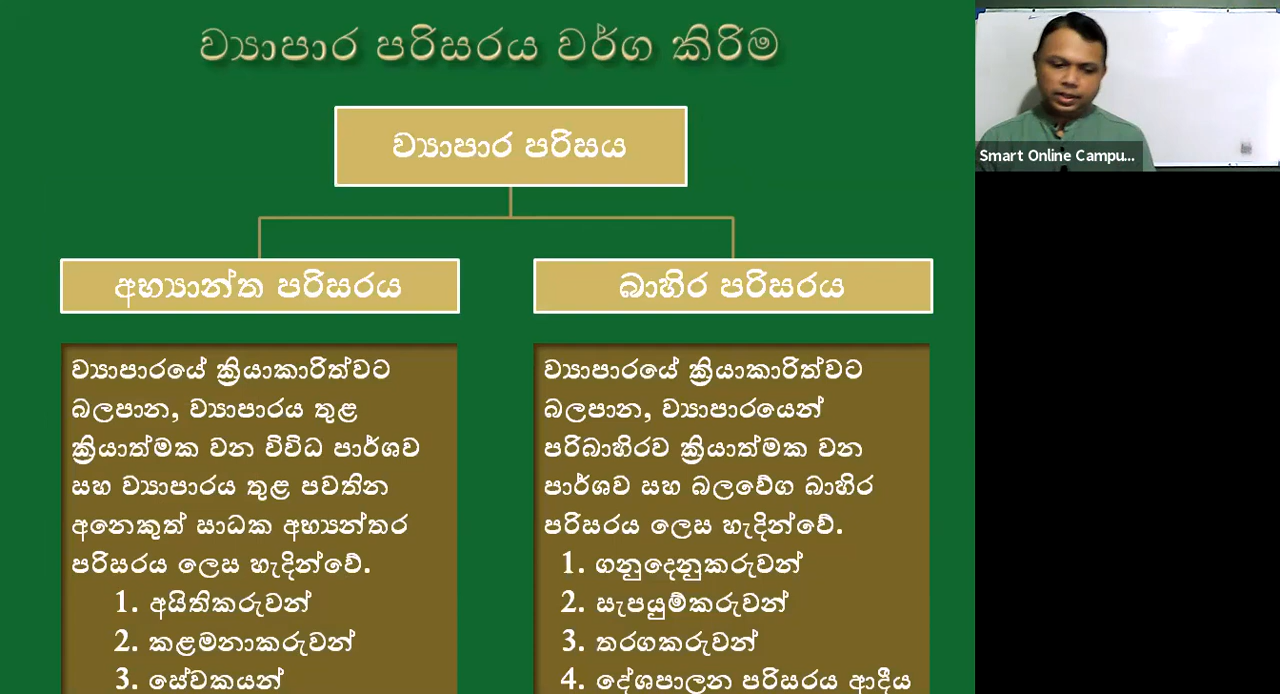 ව්‍යාපාර පරිසරය වර්ග කිරිම
Smart Online Campu...
ව්‍යාපාර පරිසය
අභ්‍යාන්ත පරිසරය
බාහිර පරිසරය
ව්‍යාපාරයේ ක්‍රියාකාරිත්වට
බලපාන, ව්‍යාපාරය තුළ
ක්‍රියාත්මක වන විවිධ පාර්ශව
සහ ව්‍යාපාරය තුළ පවතින
අනෙකුත් සාධක අභ්‍යන්තර
පරිසරය ලෙස හැදින්වේ.
1. අයිතිකරුවන්
2. කළමනාකරුවන්
3. සේවකයන්
ව්‍යාපාරයේ ක්‍රියාකාරිත්වට
බලපාන, ව්‍යාපාරයෙන්
පරිබාහිරව ක්‍රියාත්මක වන
පාර්ශව සහ බලවේග බාහිර
පරිසරය ලෙස හැදින්වේ.
1. ගනුදෙනුකරුවන්
2. සැපයුම්කරුවන්
3. තරගකරුවන්
4. දේශපාලන පරිසරය ආදීය